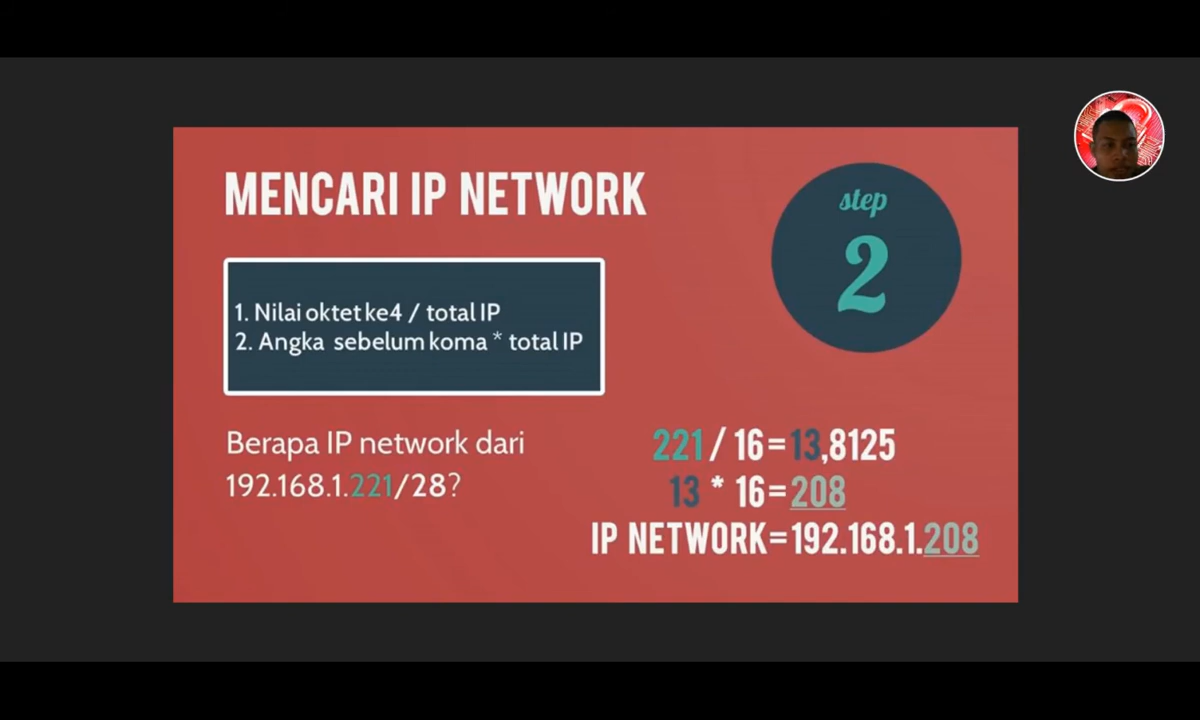 MENCARI IP NETWORK
step
2
1. Nilai oktet ke4 / total IP
2. Angka sebelum koma * total IP
Berapa IP network dari
192.168.1.221/28?
221 / 16=13,8125
13 * 16=208
IP NETWORK=192.168.1.208